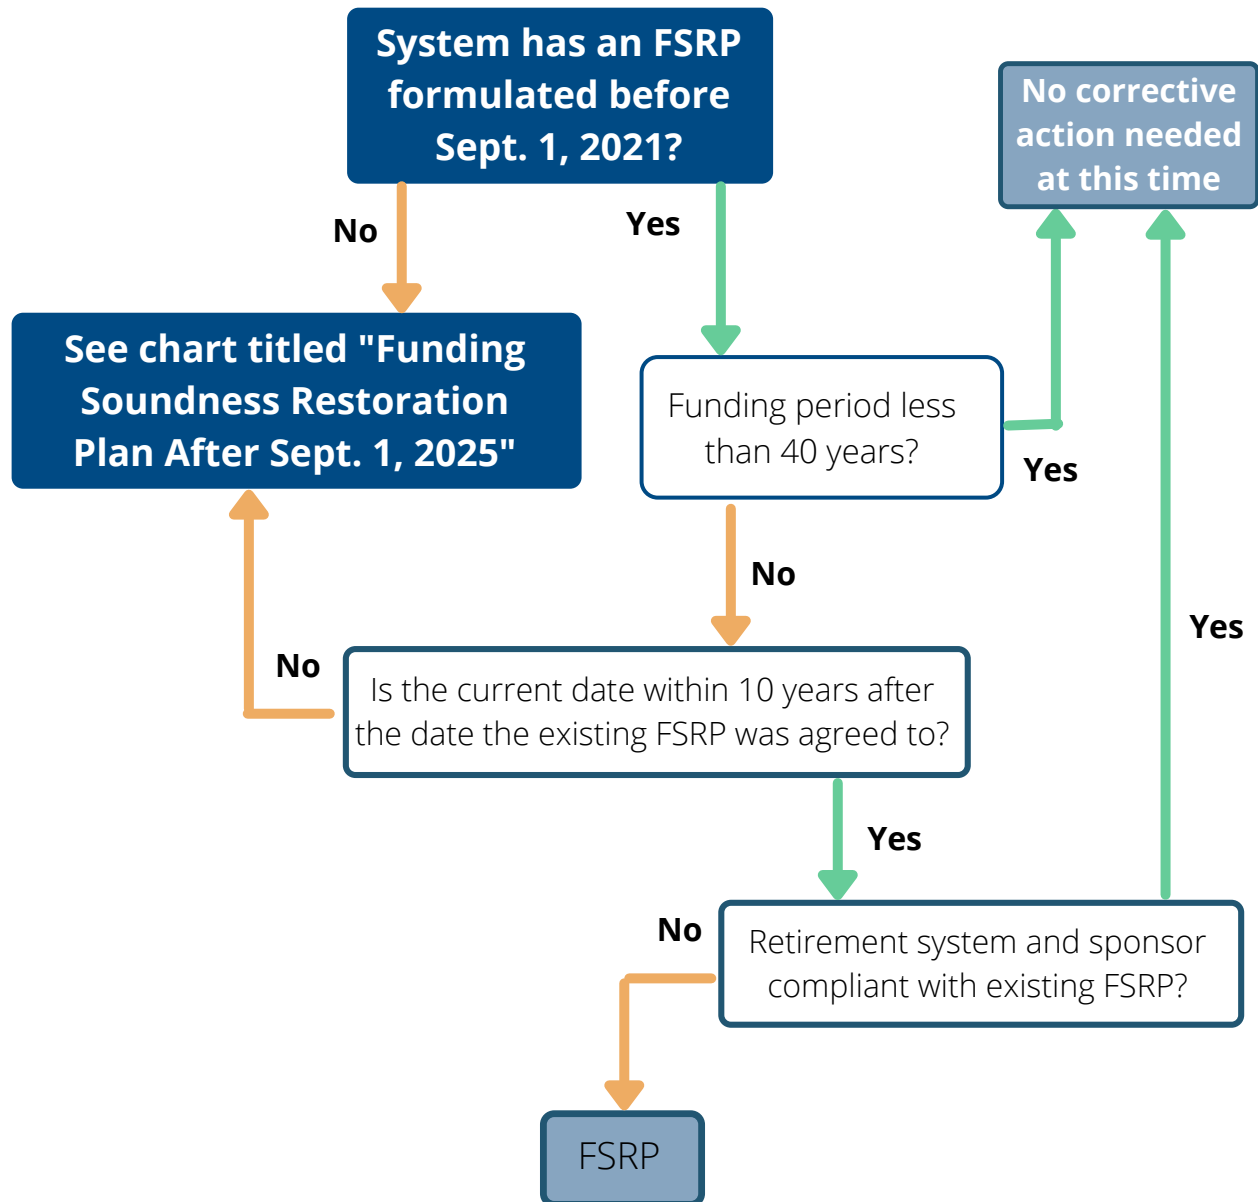 System has an FSRP
formulated before
Sept. 1, 2021?
No corrective
action needed
at this time
No
Yes
See chart titled "Funding
Soundness Restoration
Plan After Sept. 1, 2025"
Funding period less
than 40 years?
Yes
No
Yes
No
Is the current date within 10 years after
the date the existing FSRP was agreed to?
Yes
No
Retirement system and sponsor
compliant with existing FSRP?
FSRP